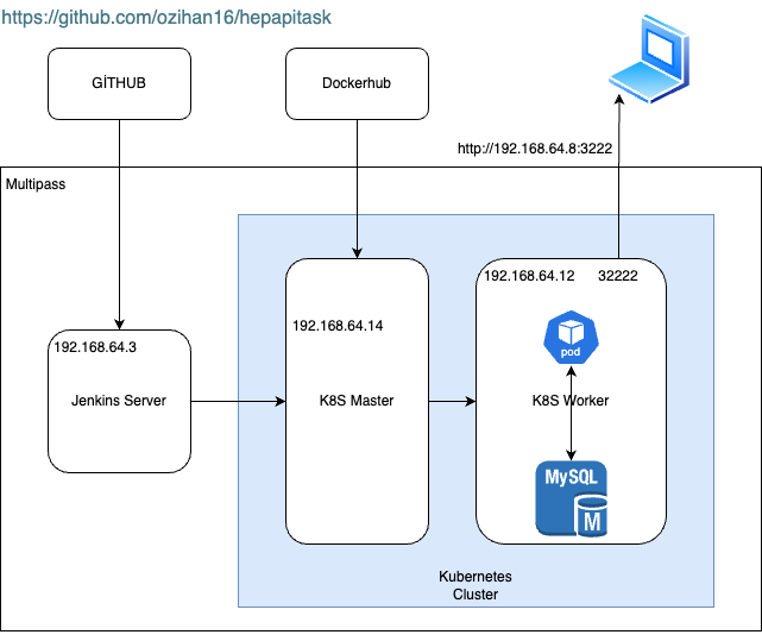 https://github.com/ozihan16/hepapitask
GİTHUB
Dockerhub
http://192.168.64.8:3222
Multipass
192.168.64.12 32222
192.168.64.14
192.168.64.3
pod
Jenkins Server
K8S Master
K8S Worker
MySQL
M
Kubernetes
Cluster